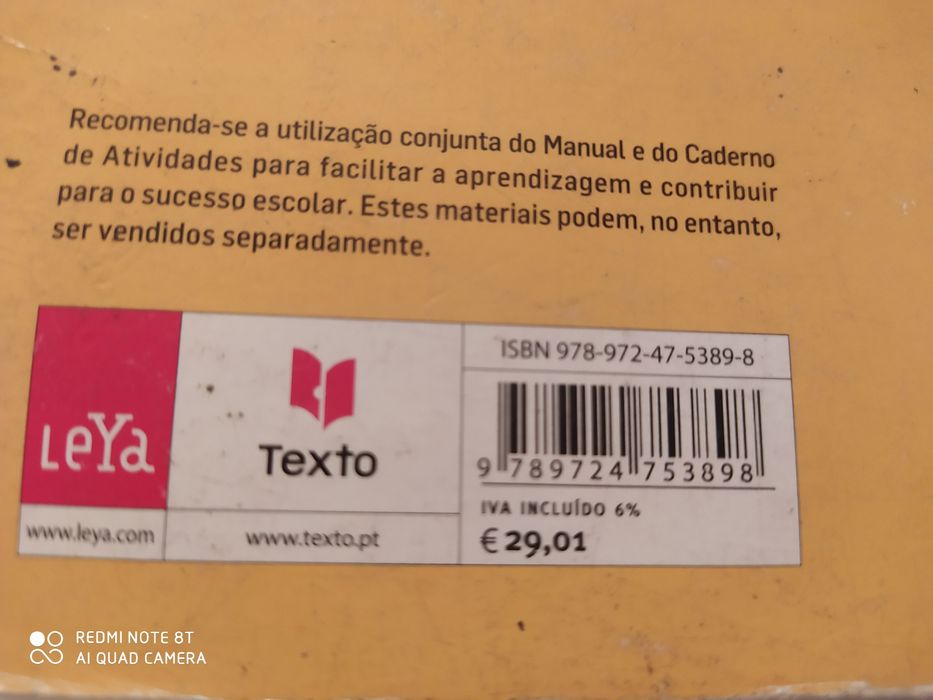 Recomenda-se a utilização conjunta do Manual e do Caderno
de Atividades para facilitar a aprendizagem e contribuir
para o sucesso escolar. Estes materiais podem, no entanto,
ser vendidos separadamente.
LeYa
www.leya.com
Texto
www.texto.pt
ISBN 978-972-47-5389-8
9 789724 753898
IVA INCLUÍDO 6%
€ 29,01
REDMI NOTE 8T
AI QUAD CAMERA